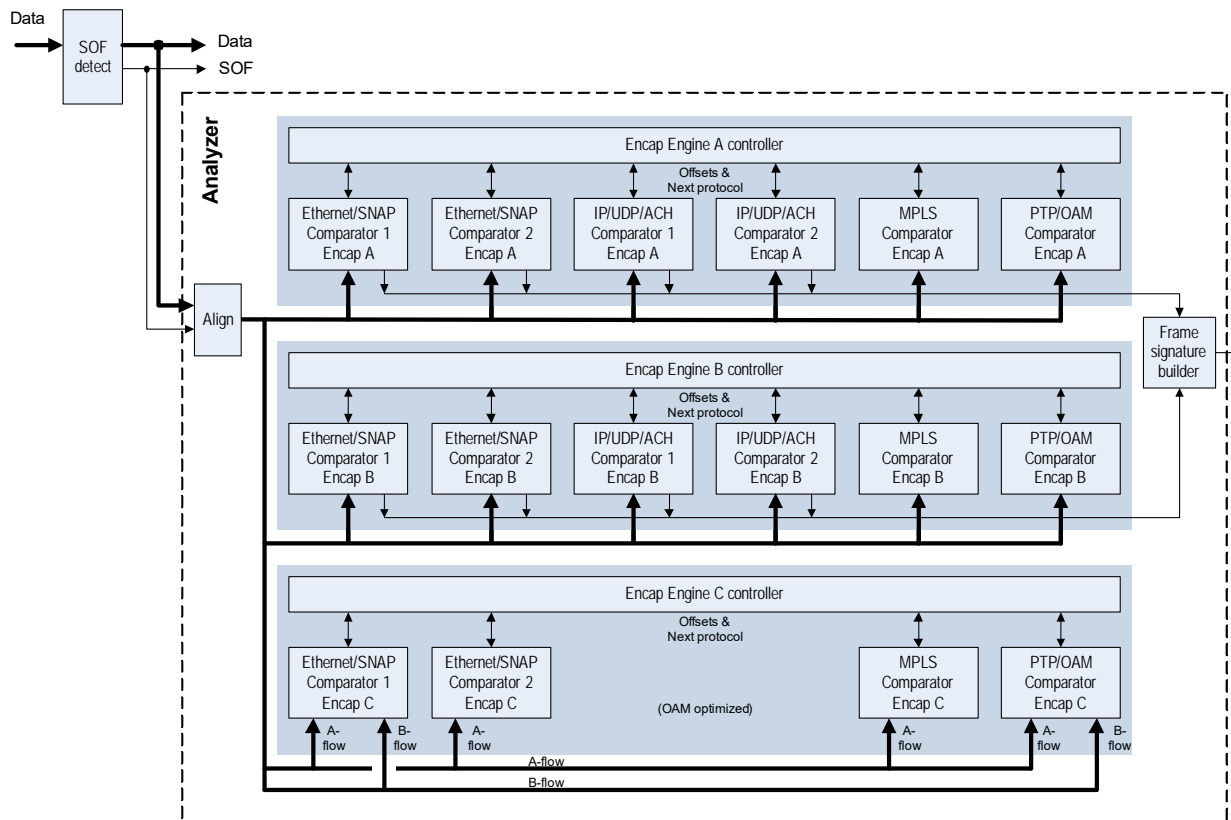 Data
SOF
detect
Data
SOF
Analyzer
Encap Engine A controller
Offsets &
Next protocol
Ethernet/SNAP
Comparator 1
Encap A
Ethernet/SNAP
Comparator 2
Encap A
IP/UDP/ACH
Comparator 1
Encap A
IP/UDP/ACH
Comparator 2
Encap A
MPLS
Comparator
Encap A
PTP/OAM
Comparator
Encap A
Align
Frame
signature
builder
Encap Engine B controller
Offsets &
Next protocol
Ethernet/SNAP
Comparator 1
Encap B
Ethernet/SNAP
Comparator 2
Encap B
IP/UDP/ACH
Comparator 1
Encap B
IP/UDP/ACH
Comparator 2
Encap B
MPLS
Comparator
Encap B
PTP/OAM
Comparator
Encap B
Encap Engine C controller
Offsets &
Next protocol
Ethernet/SNAP
Comparator 1
Encap C
Ethernet/SNAP
Comparator 2
Encap C
(OAM optimized)
MPLS
Comparator
Encap C
PTP/OAM
Comparator
Encap C
A-
flow
B-
flow
A-
flow
A-
flow
A-
flow
B-
flow
A-flow
B-flow